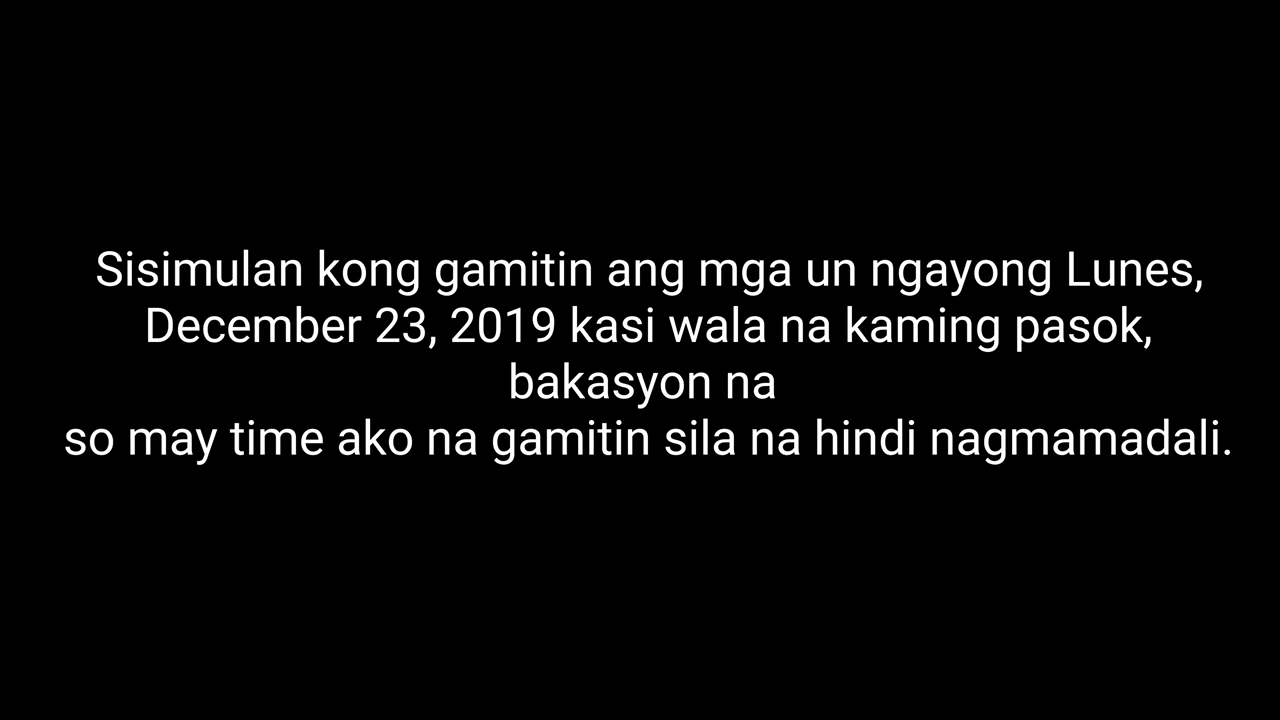 Sisimulan kong gamitin ang mga un ngayong Lunes,
December 23, 2019 kasi wala na kaming pasok,
bakasyon na
so may time ako na gamitin sila na hindi nagmamadali.